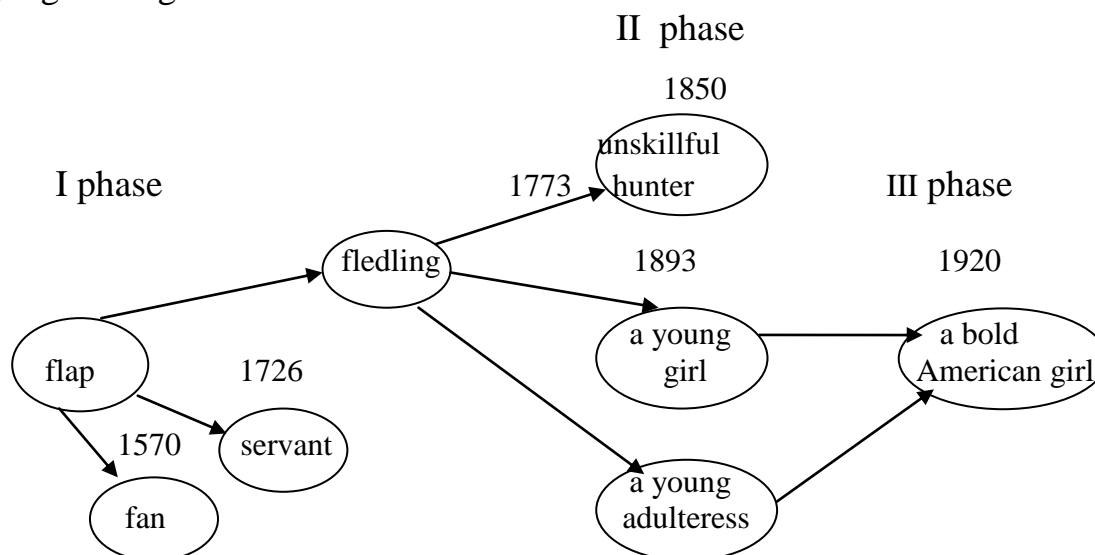 II phase
1850
unskillful
hunter
1773
I phase
III phase
fledling
1893
1920
a young
girl
a bold
American girl
flap
1726
1570
servant
fan
a young
adulteress